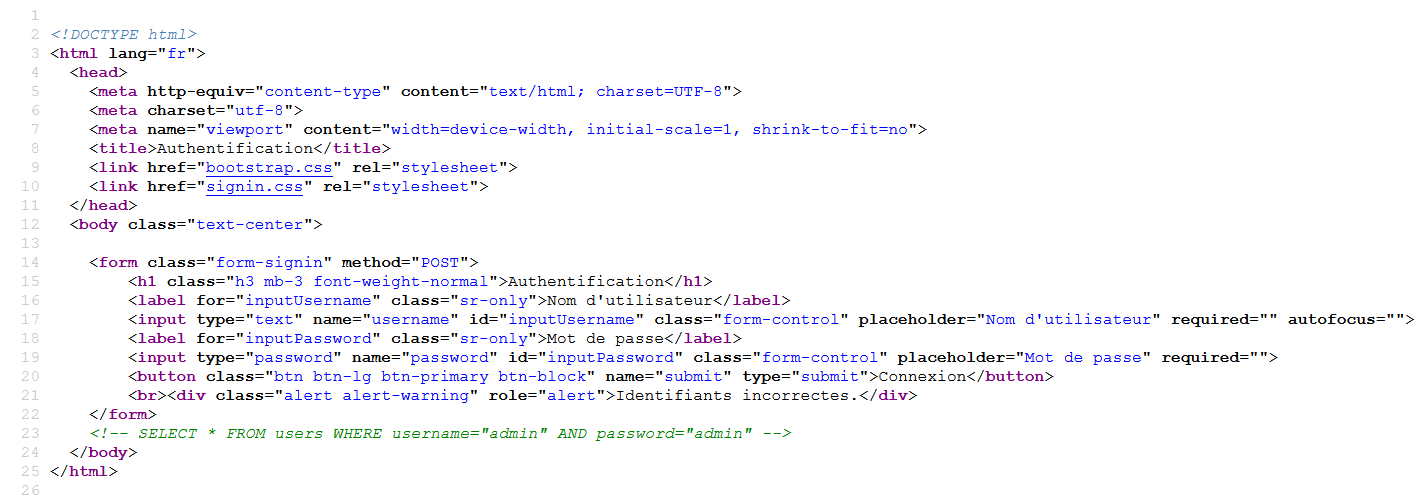 1
2 <!DOCTYPE html>
3 <html lang="fr">
4   <head>
5     <meta http-equiv="content-type" content="text/html; charset=UTF-8">
6     <meta charset="utf-8">
7     <meta name="viewport" content="width=device-width, initial-scale=1, shrink-to-fit=no">
8     <title>Authentification</title>
9     <link href="bootstrap.css" rel="stylesheet">
10     <link href="signin.css" rel="stylesheet">
11   </head>
12   <body class="text-center">
13
14     <form class="form-signin" method="POST">
15         <h1 class="h3 mb-3 font-weight-normal">Authentification</h1>
16         <label for="inputUsername" class="sr-only">Nom d'utilisateur</label>
17         <input type="text" name="username" id="inputUsername" class="form-control" placeholder="Nom d'utilisateur" required="" autofocus="">
18         <label for="inputPassword" class="sr-only">Mot de passe</label>
19         <input type="password" name="password" id="inputPassword" class="form-control" placeholder="Mot de passe" required="">
20         <button class="btn btn-lg btn-primary btn-block" name="submit" type="submit">Connexion</button>
21         <br><div class="alert alert-warning" role="alert">Identifiants incorrectes.</div>
22     </form>
23     <!-- SELECT * FROM users WHERE username="admin" AND password="admin" -->
24   </body>
25 </html>
26